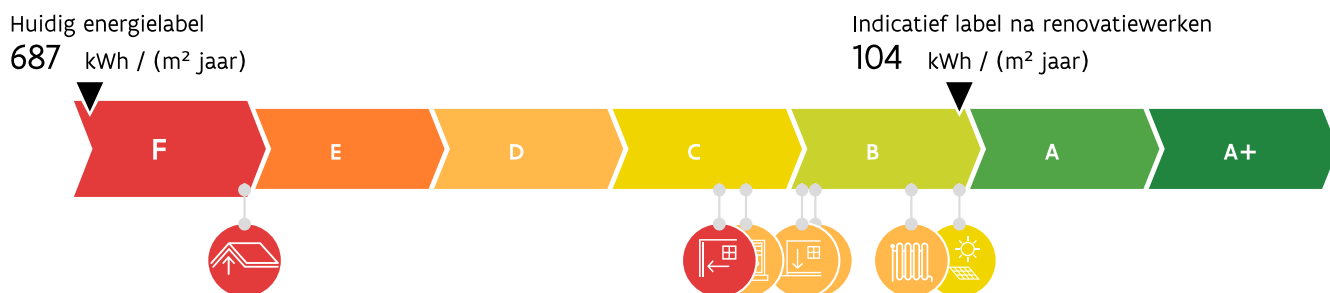 Huidig energielabel
687 kWh / (m² jaar)
Indicatief label na renovatiewerken
104 kWh / (m² jaar)
F E D C B A A+